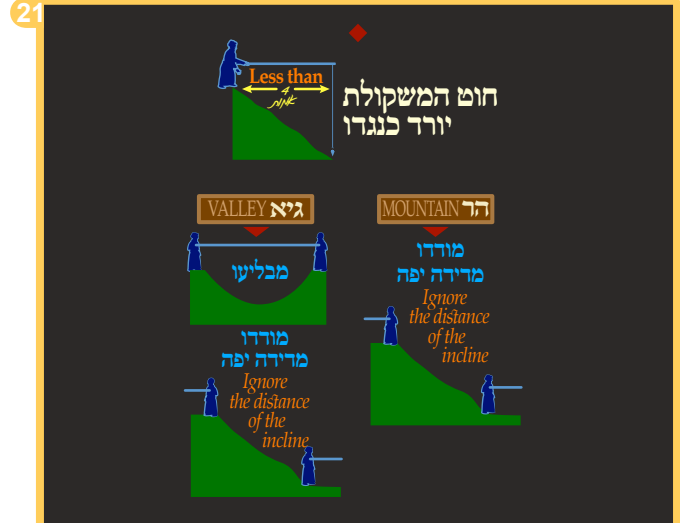 21
Less than
4
אמות
חוט המשקולת
יורד כנגדו
VALLEY גיא
מבליעו
מודדו
מדידה יפה
Ignore
the distance
of the
incline
MOUNTAIN הר
מודדו
מדידה יפה
Ignore
the distance
of the
incline